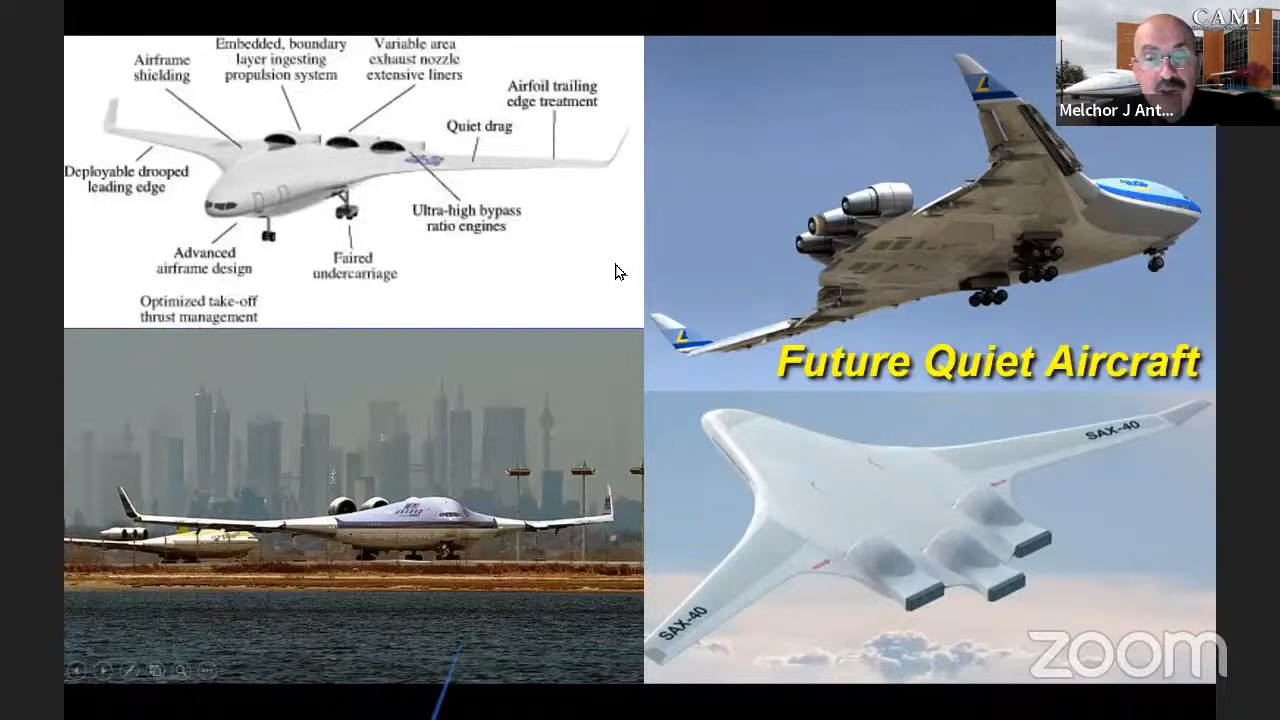 CAMI
Melchor J Ant...
Airframe
shielding
Embedded, boundary
layer ingesting
propulsion system
Variable area
exhaust nozzle
extensive liners
Airfoil trailing
edge treatment
Quiet drag
Deployable drooped
leading edge
Ultra-high bypass
ratio engines
Advanced
airframe design
Faired
undercarriage
Optimized take-off
thrust management
Future Quiet Aircraft
SAX-40
SAX-40
zoom